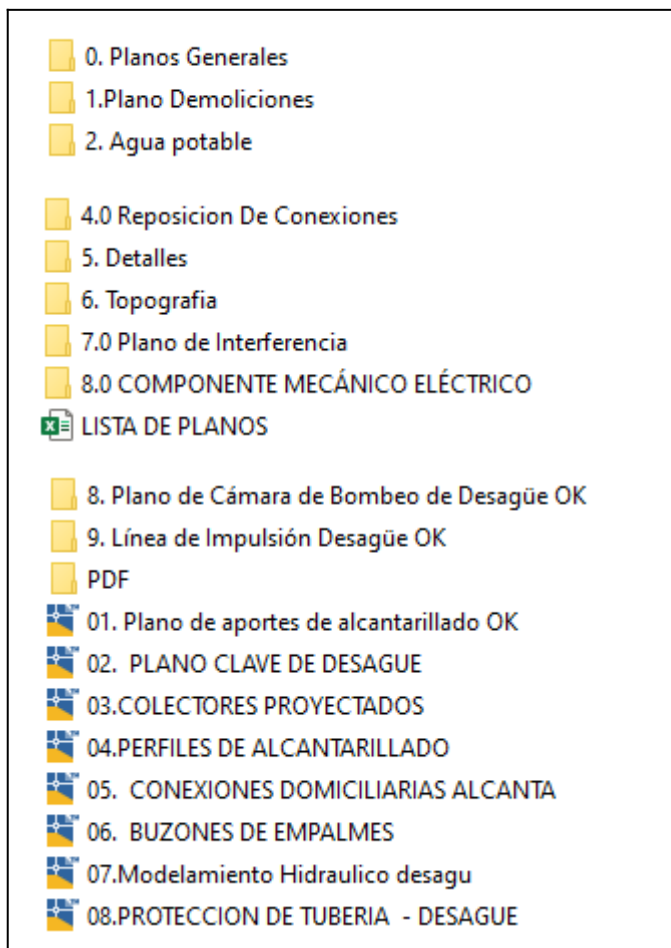 0. Planos Generales
1.Plano Demoliciones
2. Agua potable
4.0 Reposicion De Conexiones
5. Detalles
6. Topografia
7.0 Plano de Interferencia
8.0 COMPONENTE MECÁNICO ELÉCTRICO
LISTA DE PLANOS
8. Plano de Cámara de Bombeo de Desagüe OK
9. Línea de Impulsión Desagüe OK
PDF
01. Plano de aportes de alcantarillado OK
02.  PLANO CLAVE DE DESAGUE
03.COLECTORES PROYECTADOS
04.PERFILES DE ALCANTARILLADO
05.  CONEXIONES DOMICILIARIAS ALCANTA
06.  BUZONES DE EMPALMES
07.Modelamiento Hidraulico desagu
08.PROTECCION DE TUBERIA  - DESAGUE